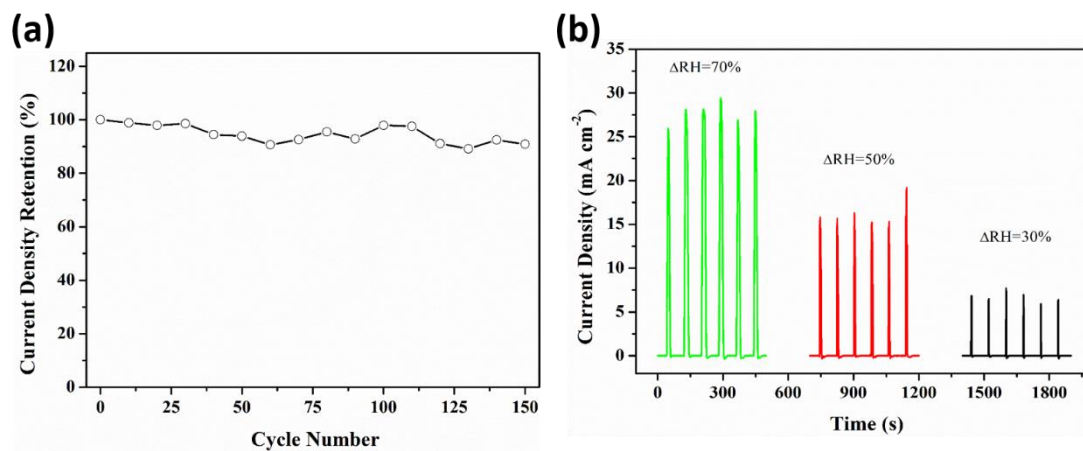 (a)
120
100
80
60
40
20
0
Current Density Retention (%)
0 25 50 75 100 125 150
Cycle Number
(b)
35
30
25
20
15
10
5
0
Current Density (mA cm⁻²)
ΔRH=70%
ΔRH=50%
ΔRH=30%
0 300 600 900 1200 1500 1800
Time (s)